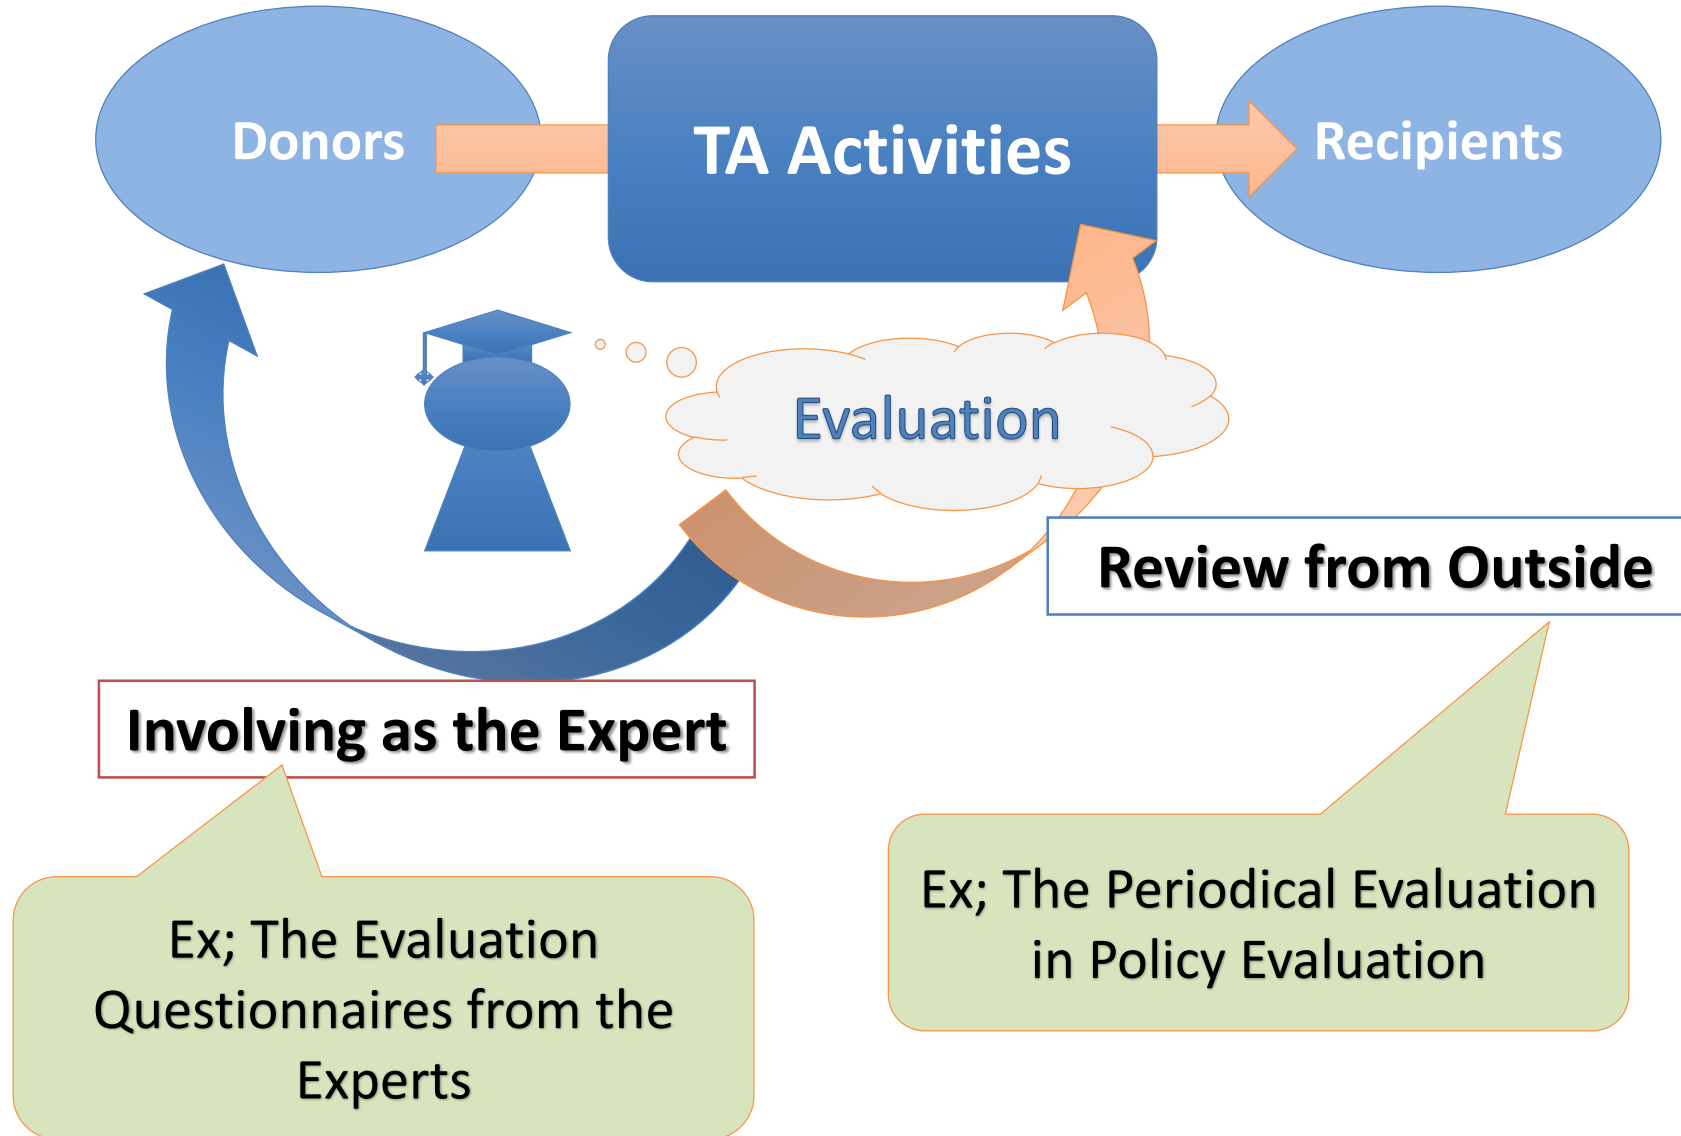 Donors
TA Activities
Recipients
Evaluation
Review from Outside
Involving as the Expert
Ex; The Periodical Evaluation
in Policy Evaluation
Ex; The Evaluation
Questionnaires from the
Experts